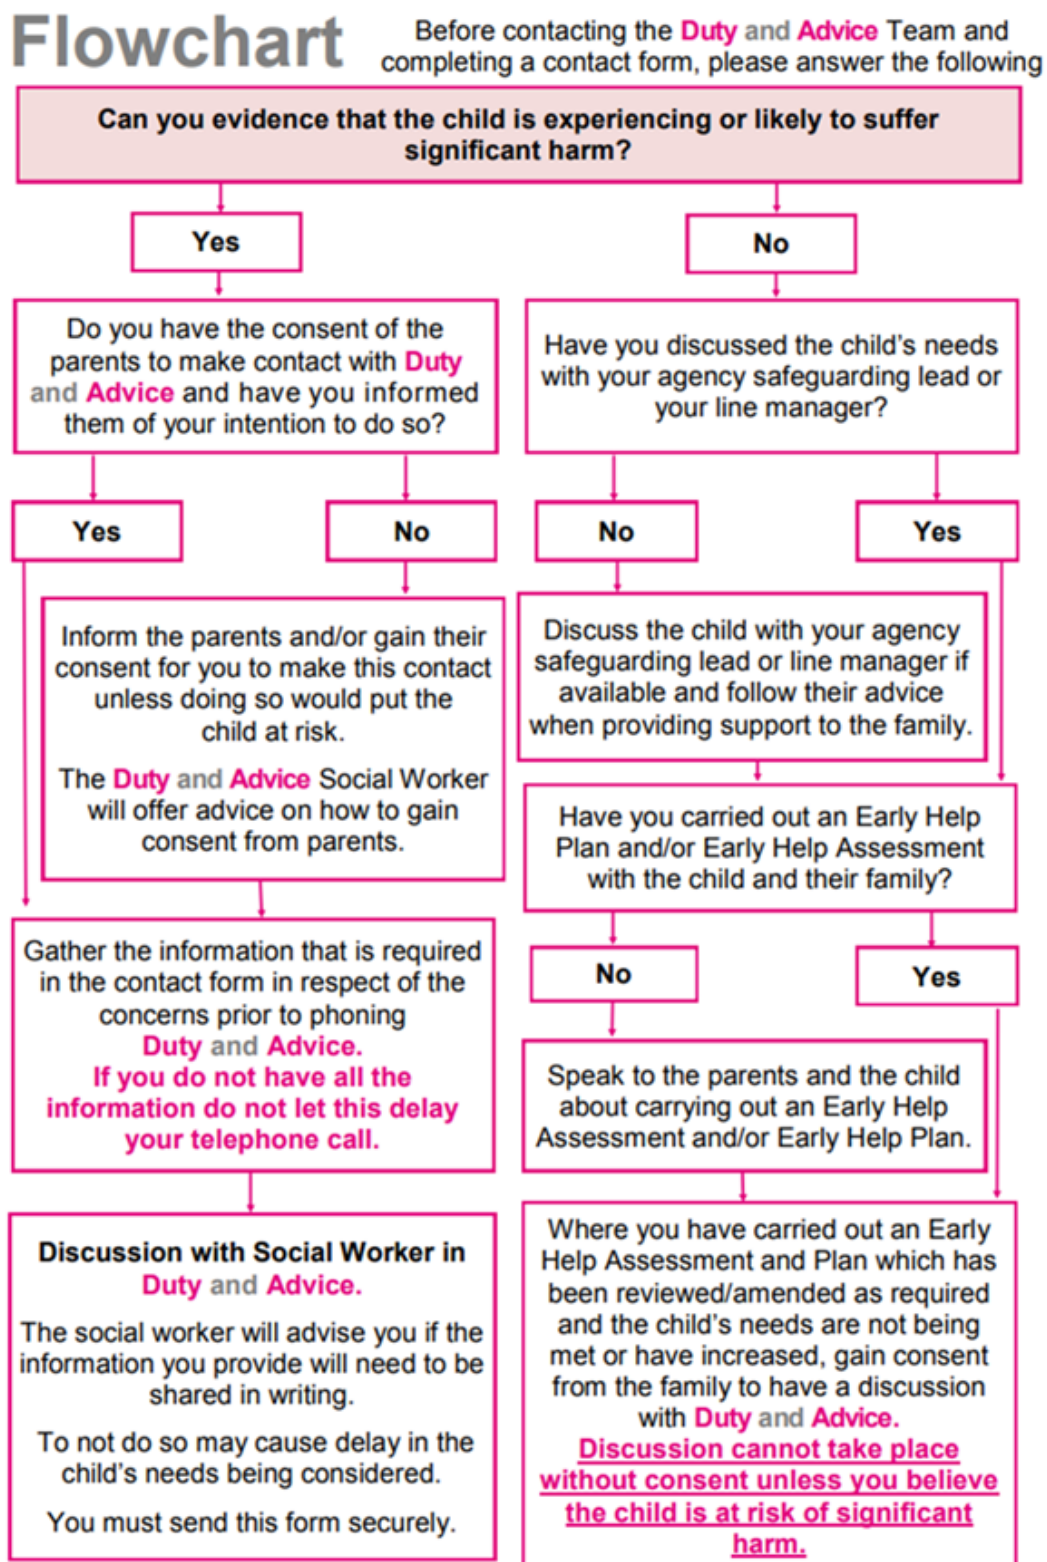 Flowchart
Before contacting the Duty and Advice Team and
completing a contact form, please answer the following
Can you evidence that the child is experiencing or likely to suffer
significant harm?
Yes
No
Do you have the consent of the
parents to make contact with Duty
and Advice and have you informed
them of your intention to do so?
Have you discussed the child's needs
with your agency safeguarding lead or
your line manager?
Yes
No
No
Yes
Inform the parents and/or gain their
consent for you to make this contact
unless doing so would put the
child at risk.
The Duty and Advice Social Worker
will offer advice on how to gain
consent from parents.
Discuss the child with your agency
safeguarding lead or line manager if
available and follow their advice
when providing support to the family.
Have you carried out an Early Help
Plan and/or Early Help Assessment
with the child and their family?
Gather the information that is required
in the contact form in respect of the
concerns prior to phoning
Duty and Advice.
If you do not have all the
information do not let this delay
your telephone call.
No
Yes
Speak to the parents and the child
about carrying out an Early Help
Assessment and/or Early Help Plan.
Discussion with Social Worker in
Duty and Advice.
The social worker will advise you if the
information you provide will need to be
shared in writing.
To not do so may cause delay in the
child's needs being considered.
You must send this form securely.
Where you have carried out an Early
Help Assessment and Plan which has
been reviewed/amended as required
and the child's needs are not being
met or have increased, gain consent
from the family to have a discussion
with Duty and Advice.
Discussion cannot take place
without consent unless you believe
the child is at risk of significant
harm.